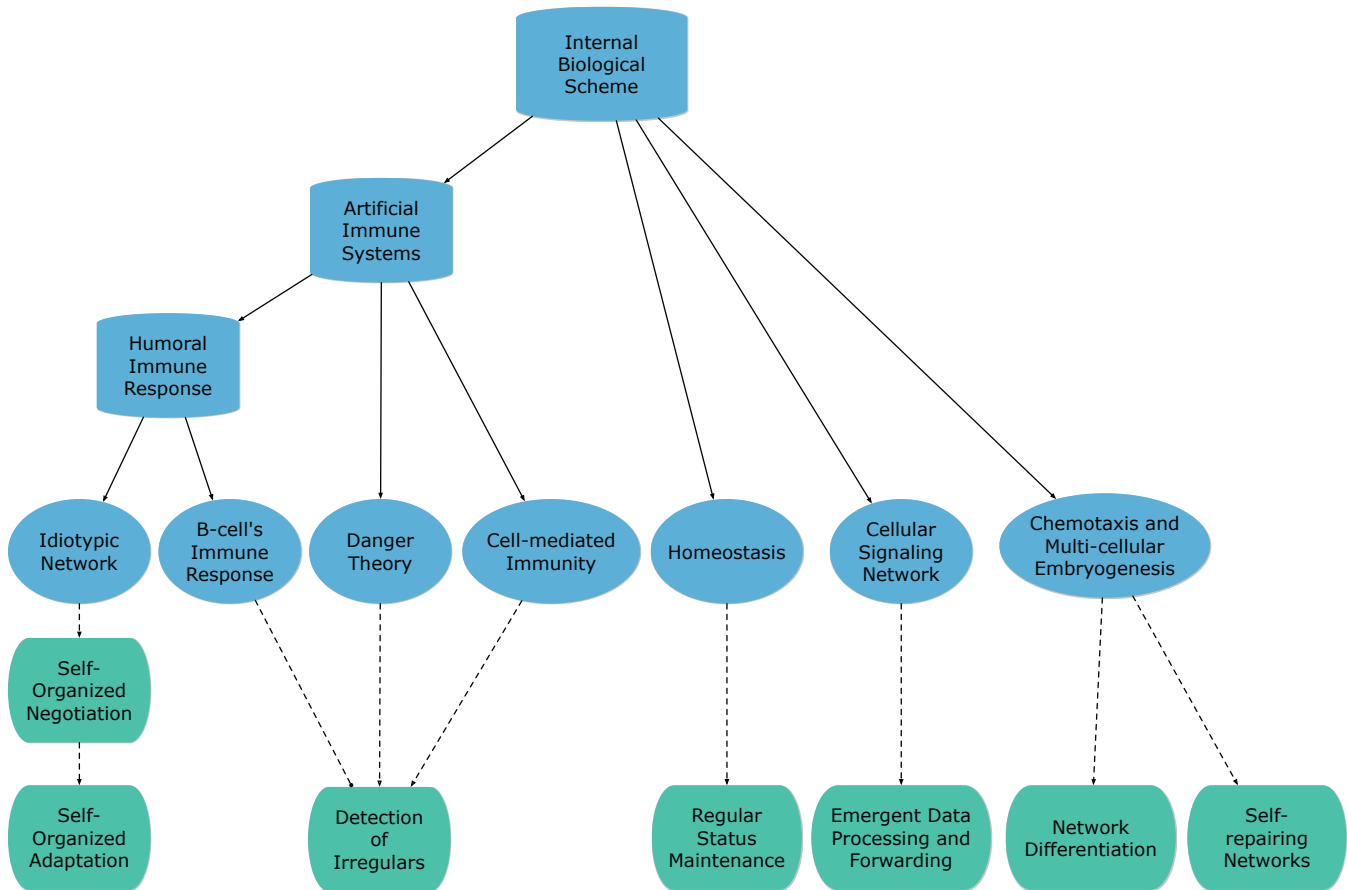 Internal
Biological
Scheme
Artificial
Immune
Systems
Humoral
Immune
Response
Idiotypic
Network
B-cell's
Immune
Response
Danger
Theory
Cell-mediated
Immunity
Homeostasis
Cellular
Signaling
Network
Chemotaxis and
Multi-cellular
Embryogenesis
Self-
Organized
Negotiation
Self-
Organized
Adaptation
Detection
of
Irregulars
Regular
Status
Maintenance
Emergent Data
Processing and
Forwarding
Network
Differentiation
Self-
repairing
Networks